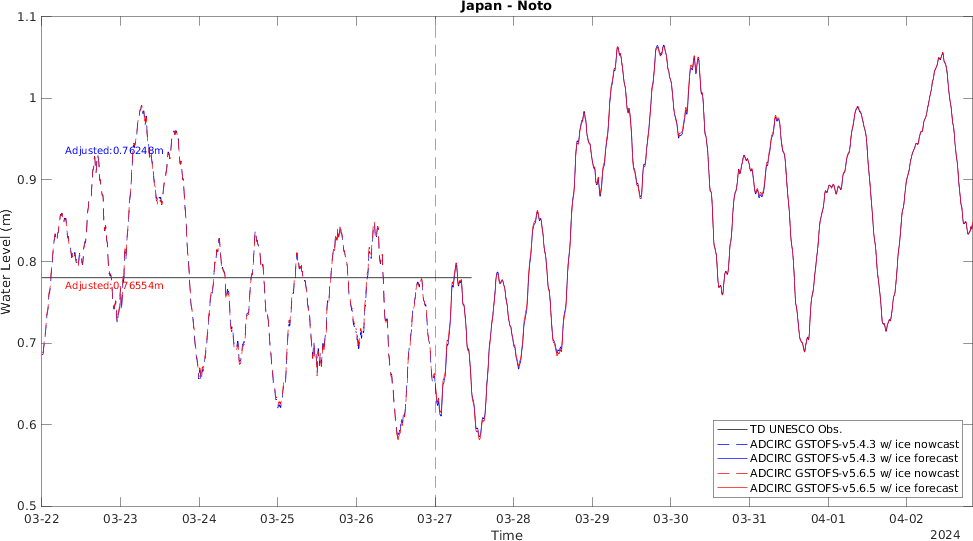 Japan - Noto
1.1
1
0.9
0.8
0.7
0.6
0.5
Water Level (m)
Adjusted:0.76248m
Adjusted:0.76554m
TD UNESCO Obs.
ADCIRC GSTOFS-v5.4.3 w/ ice nowcast
ADCIRC GSTOFS-v5.4.3 w/ ice forecast
ADCIRC GSTOFS-v5.6.5 w/ ice nowcast
ADCIRC GSTOFS-v5.6.5 w/ ice forecast
03-22 03-23 03-24 03-25 03-26 03-27 03-28 03-29 03-30 03-31 04-01 04-02
Time
2024